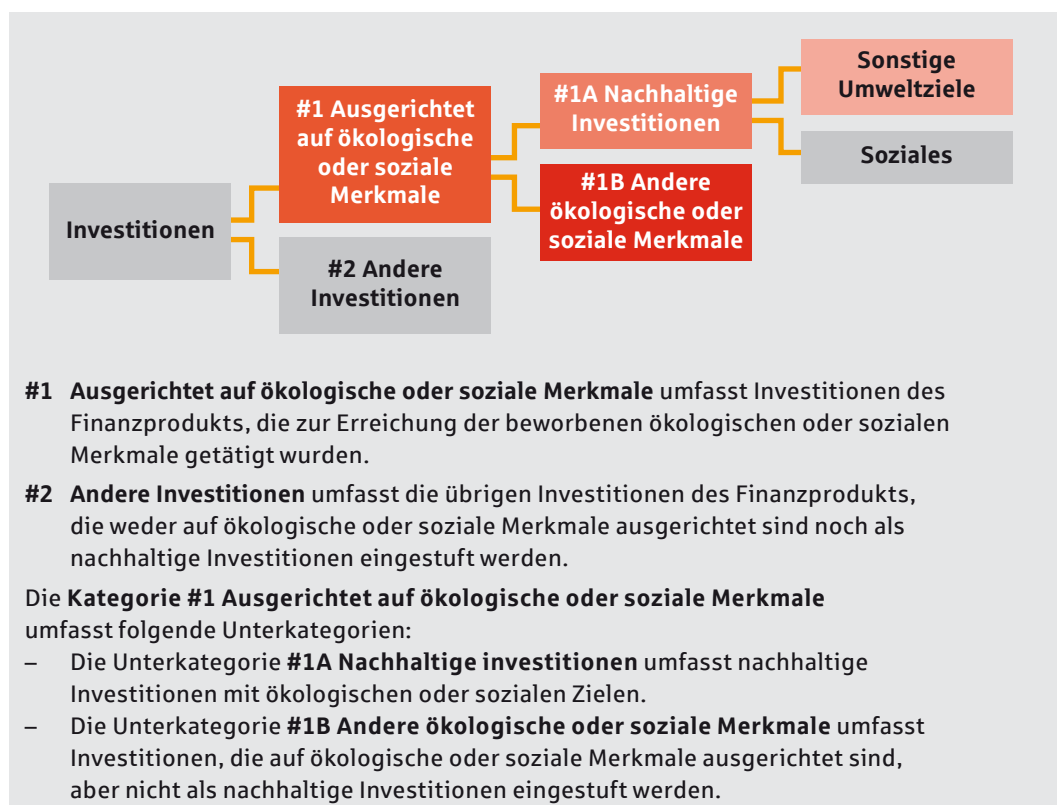 Investitionen
#1 Ausgerichtet
auf ökologische
oder soziale
Merkmale
#2 Andere
Investitionen
#1A Nachhaltige
Investitionen
#1B Andere
ökologische oder
soziale Merkmale
Sonstige
Umweltziele
Soziales
#1 Ausgerichtet auf ökologische oder soziale Merkmale umfasst Investitionen des
Finanzprodukts, die zur Erreichung der beworbenen ökologischen oder sozialen
Merkmale getätigt wurden.
#2 Andere Investitionen umfasst die übrigen Investitionen des Finanzprodukts,
die weder auf ökologische oder soziale Merkmale ausgerichtet sind noch als
nachhaltige Investitionen eingestuft werden.
Die Kategorie #1 Ausgerichtet auf ökologische oder soziale Merkmale
umfasst folgende Unterkategorien:
– Die Unterkategorie #1A Nachhaltige investitionen umfasst nachhaltige
Investitionen mit ökologischen oder sozialen Zielen.
– Die Unterkategorie #1B Andere ökologische oder soziale Merkmale umfasst
Investitionen, die auf ökologische oder soziale Merkmale ausgerichtet sind,
aber nicht als nachhaltige Investitionen eingestuft werden.